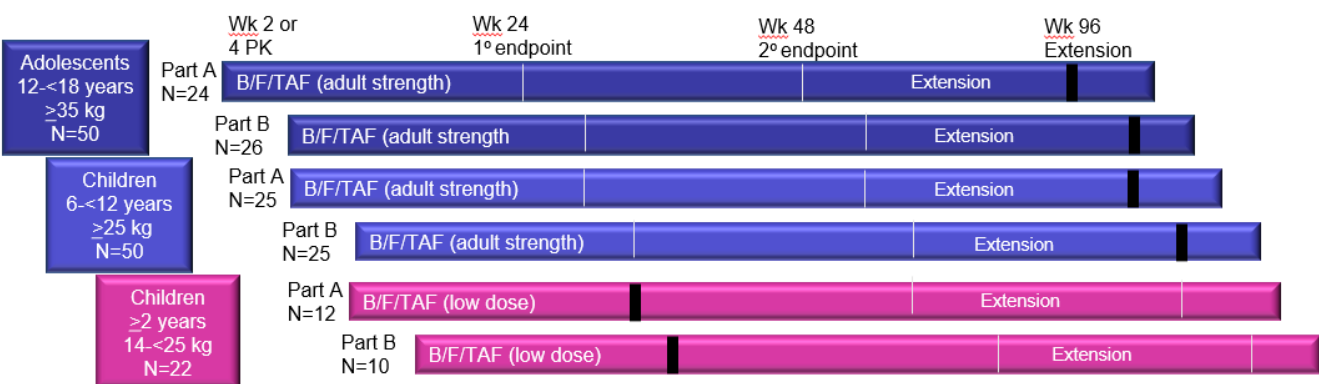 Wk 2 or
4 PK
Wk 24
1º endpoint
Wk 48
2º endpoint
Wk 96
Extension
Adolescents
12-<18 years
≥35 kg
N=50
Part A
N=24
B/F/TAF (adult strength)
Extension
Part B
N=26
B/F/TAF (adult strength
Extension
Children
6-<12 years
≥25 kg
N=50
Part A
N=25
B/F/TAF (adult strength)
Extension
Part B
N=25
B/F/TAF (adult strength)
Extension
Children
≥2 years
14-<25 kg
N=22
Part A
N=12
B/F/TAF (low dose)
Extension
Part B
N=10
B/F/TAF (low dose)
Extension